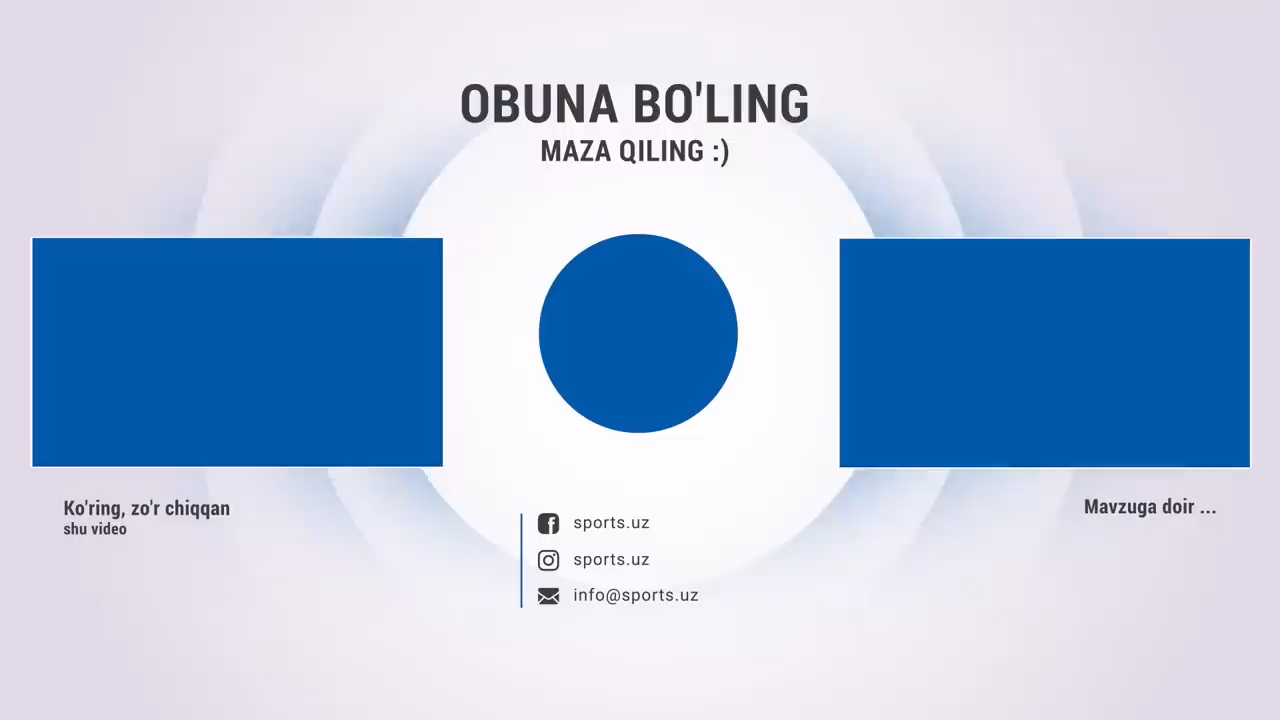 OBUNA BO'LING
MAZA QILING :)
Ko'ring, zo'r chiqqan
shu video
Mavzuga doir ...
sports.uz
sports.uz
info@sports.uz